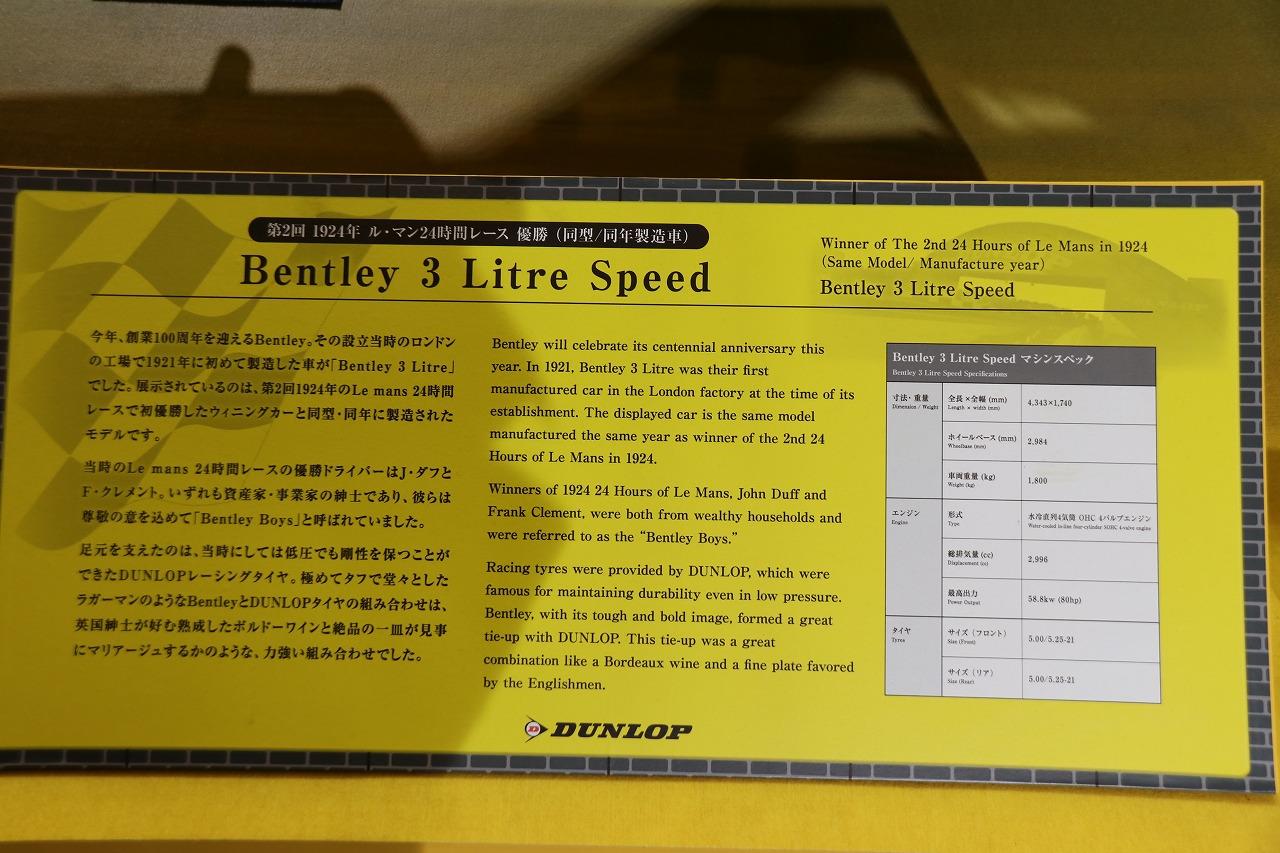 第2回 1924年 ル・マン24時間レース 優勝（同型/同年製造車）
Bentley 3 Litre Speed
Winner of The 2nd 24 Hours of Le Mans in 1924
(Same Model/ Manufacture year)
Bentley 3 Litre Speed
今年、創業100周年を迎えるBentley。その設立当時のロンドン
の工場で1921年に初めて製造した車が「Bentley 3 Litre」
でした。展示されているのは、第2回1924年のLe mans 24時間
レースで初優勝したウィニングカーと同型・同年に製造された
モデルです。
当時のLe mans 24時間レースの優勝ドライバーはJ・ダフと
F・クレメント。いずれも資産家・事業家の紳士であり、彼らは
尊敬の意を込めて「Bentley Boys」と呼ばれていました。
足元を支えたのは、当時にしては低圧でも剛性を保つことが
できたDUNLOPレーシングタイヤ。極めてタフで堂々とした
ラガーマンのようなBentleyとDUNLOPタイヤの組み合わせは、
英国紳士が好む熟成したボルドーワインと絶品の一皿が見事
にマリアージュするかのような、力強い組み合わせでした。
Bentley will celebrate its centennial anniversary this
year. In 1921, Bentley 3 Litre was their first
manufactured car in the London factory at the time of its
establishment. The displayed car is the same model
manufactured the same year as winner of the 2nd 24
Hours of Le Mans in 1924.
Winners of 1924 24 Hours of Le Mans, John Duff and
Frank Clement, were both from wealthy households and
were referred to as the “Bentley Boys.”
Racing tyres were provided by DUNLOP, which were
famous for maintaining durability even in low pressure.
Bentley, with its tough and bold image, formed a great
tie-up with DUNLOP. This tie-up was a great
combination like a Bordeaux wine and a fine plate favored
by the Englishmen.
Bentley 3 Litre Speed マシンスペック
Bentley 3 Litre Speed Specifications
寸法・重量 全長×全幅 (mm) 4,343×1,740
Dimension / Weight Length × width (mm)
ホイールベース (mm) 2,984
Wheelbase (mm)
車両重量 (kg) 1,800
Weight (kg)
エンジン 形式 水冷直列4気筒 OHC 4バルブエンジン
Engine Type Water-cooled in-line four-cylinder SOHC 4-valve engine
総排気量 (cc) 2,996
Displacement (cc)
最高出力 58.8kw (80hp)
Power Output
タイヤ サイズ（フロント） 5.00/5.25-21
Tyres Size (Front)
サイズ（リア） 5.00/5.25-21
Size (Rear)
D DUNLOP